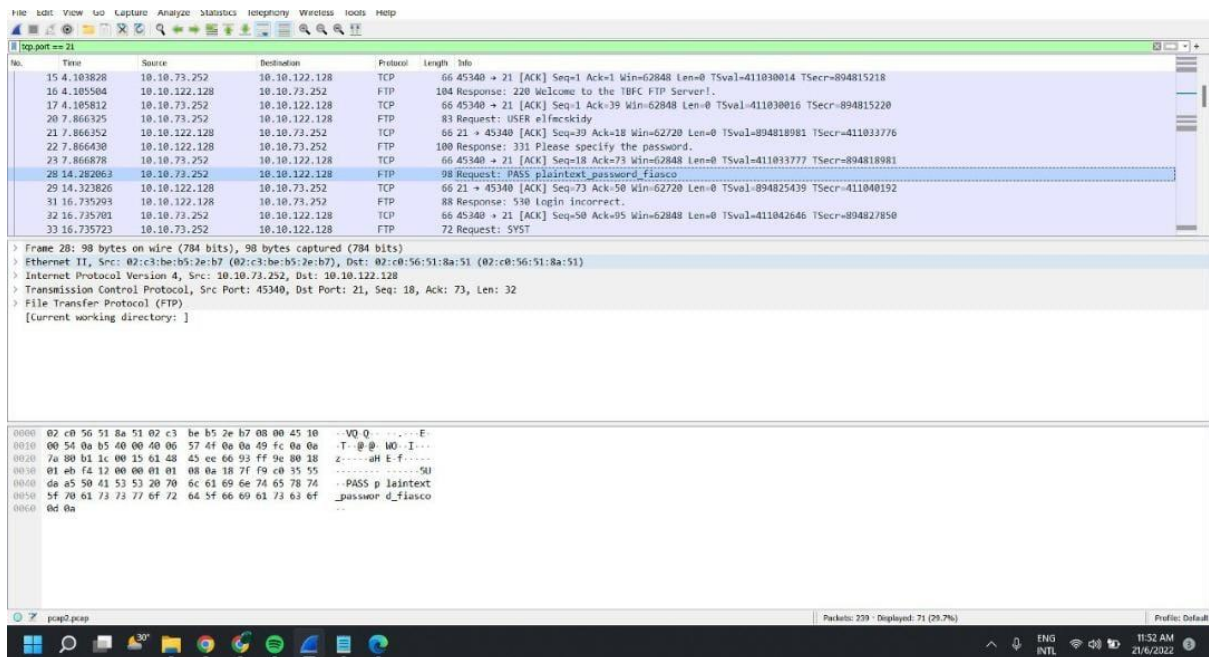 File Edit View Go Capture Analyze Statistics Telephony Wireless Tools Help
tcp.port == 21
No. Time Source Destination Protocol Length Info
15 4.103828 10.10.73.252 10.10.122.128 TCP 66 45340 → 21 [ACK] Seq=1 Ack=1 Win=62848 Len=0 TSval=411030014 TSecr=894815218
16 4.105504 10.10.122.128 10.10.73.252 FTP 104 Response: 220 Welcome to the TBFC FTP Server!.
17 4.105812 10.10.73.252 10.10.122.128 TCP 66 45340 → 21 [ACK] Seq=1 Ack=39 Win=62848 Len=0 TSval=411030016 TSecr=894815220
20 7.866325 10.10.73.252 10.10.122.128 FTP 83 Request: USER elfmcskidy
21 7.866352 10.10.122.128 10.10.73.252 TCP 66 21 → 45340 [ACK] Seq=39 Ack=18 Win=62720 Len=0 TSval=894818981 TSecr=411033776
22 7.866430 10.10.122.128 10.10.73.252 FTP 100 Response: 331 Please specify the password.
23 7.866878 10.10.73.252 10.10.122.128 TCP 66 45340 → 21 [ACK] Seq=18 Ack=73 Win=62848 Len=0 TSval=411033777 TSecr=894818981
28 14.282063 10.10.73.252 10.10.122.128 FTP 98 Request: PASS plaintext_password_fiasco
29 14.323826 10.10.122.128 10.10.73.252 TCP 66 21 → 45340 [ACK] Seq=73 Ack=50 Win=62720 Len=0 TSval=894825439 TSecr=411040192
31 16.735293 10.10.122.128 10.10.73.252 FTP 88 Response: 530 Login incorrect.
32 16.735701 10.10.73.252 10.10.122.128 TCP 66 45340 → 21 [ACK] Seq=50 Ack=95 Win=62848 Len=0 TSval=411042646 TSecr=894827850
33 16.735723 10.10.73.252 10.10.122.128 FTP 72 Request: SYST
> Frame 28: 98 bytes on wire (784 bits), 98 bytes captured (784 bits)
> Ethernet II, Src: 02:c3:be:b5:2e:b7 (02:c3:be:b5:2e:b7), Dst: 02:c0:56:51:8a:51 (02:c0:56:51:8a:51)
> Internet Protocol Version 4, Src: 10.10.73.252, Dst: 10.10.122.128
> Transmission Control Protocol, Src Port: 45340, Dst Port: 21, Seq: 18, Ack: 73, Len: 32
> File Transfer Protocol (FTP)
[Current working directory: ]
0000 02 c0 56 51 8a 51 02 c3 be b5 2e b7 08 00 45 10 ··VQ·Q·· ··.···E·
0010 00 54 0a b5 40 00 40 06 57 4f 0a 0a 49 fc 0a 0a ·T··@·@· WO··I···
0020 7a 80 b1 1c 00 15 61 48 45 ee 66 93 ff 9e 80 18 z·····aH E·f·····
0030 01 eb f4 12 00 00 01 01 08 0a 18 7f f9 c0 35 55 ········ ······5U
0040 da a5 50 41 53 53 20 70 6c 61 69 6e 74 65 78 74 ··PASS p laintext
0050 5f 70 61 73 73 77 6f 72 64 5f 66 69 61 73 63 6f _passwor d_fiasco
0060 0d 0a ··
pcap2.pcap Packets: 239 · Displayed: 71 (29.7%) Profile: Default
30° ENG INTL 11:52 AM 21/6/2022 3